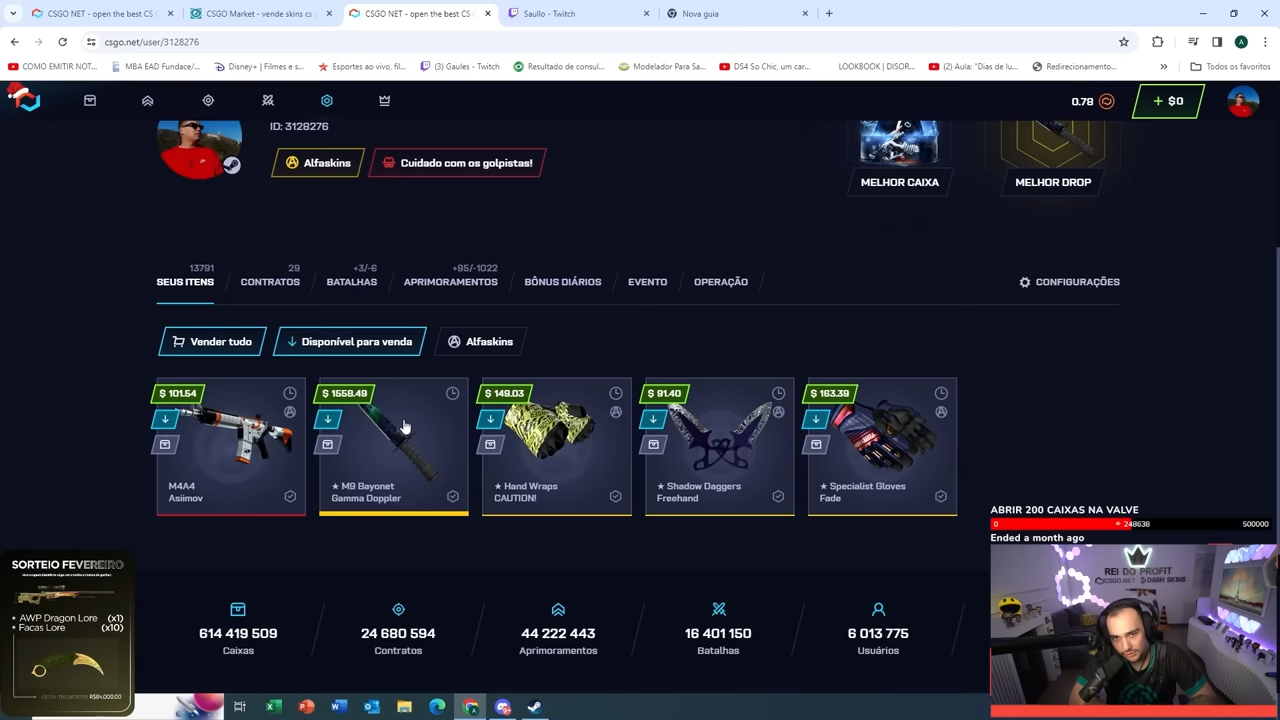 CSGO NET - open the best CS
CSGO Market - vende skins cs g
CSGO NET - open the best CS
Saullo - Twitch
Nova guia
csgo.net/user/3128276
COMO EMITIR NOT...
MBA EAD Fundace/...
Disney+ | Filmes e s...
Esportes ao vivo, fil...
(3) Gaules - Twitch
Resultado de consul...
Modelador Para Sa...
DS4 So Chic, um car...
LOOKBOOK | DISOR...
(2) Aula: "Dias de lu...
Redirecionamento...
Todos os favoritos
0.78
+ $0
ID: 3128276
Alfaskins
Cuidado com os golpistas!
MELHOR CAIXA
MELHOR DROP
13791
SEUS ITENS
29
CONTRATOS
+3/-6
BATALHAS
+95/-1022
APRIMORAMENTOS
BÔNUS DIÁRIOS
EVENTO
OPERAÇÃO
CONFIGURAÇÕES
Vender tudo
Disponível para venda
Alfaskins
$ 101.54
M4A4
Asiimov
$ 1558.49
★ M9 Bayonet
Gamma Doppler
$ 149.03
★ Hand Wraps
CAUTION!
$ 91.40
★ Shadow Daggers
Freehand
$ 163.39
★ Specialist Gloves
Fade
ABRIR 200 CAIXAS NA VALVE
0
248638
500000
Ended a month ago
REI DO PROFIT
CSGO.NET
DASH SKINS
SORTEIO FEVEREIRO
• AWP Dragon Lore (x1)
• Facas Lore (x10)
R$84.000,00
614 419 509
Caixas
24 680 594
Contratos
44 222 443
Aprimoramentos
16 401 150
Batalhas
6 013 775
Usuários